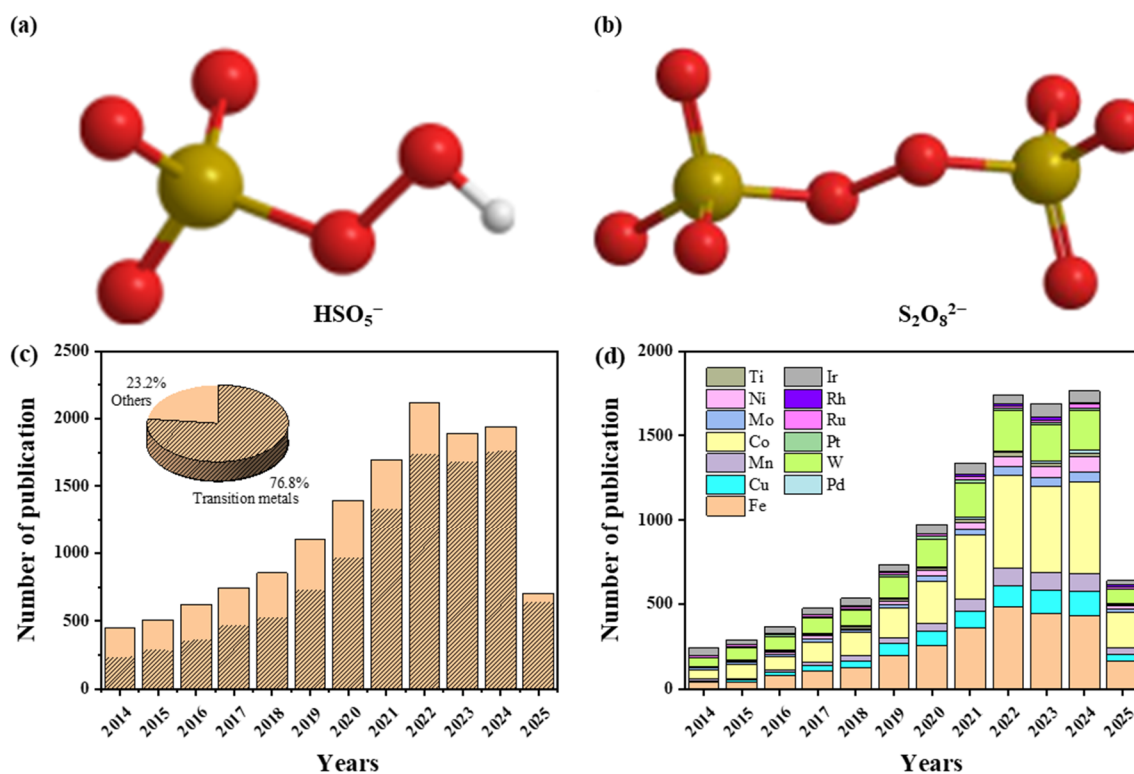 (a)
(b)
HSO₅⁻
S₂O₈²⁻
(c)
2500
2000
1500
1000
500
0
Number of publication
23.2%
Others
76.8%
Transition metals
2014 2015 2016 2017 2018 2019 2020 2021 2022 2023 2024 2025
Years
(d)
2000
1500
1000
500
0
Number of publication
Ti Ir
Ni Rh
Mo Ru
Co Pt
Mn W
Cu Pd
Fe
2014 2015 2016 2017 2018 2019 2020 2021 2022 2023 2024 2025
Years